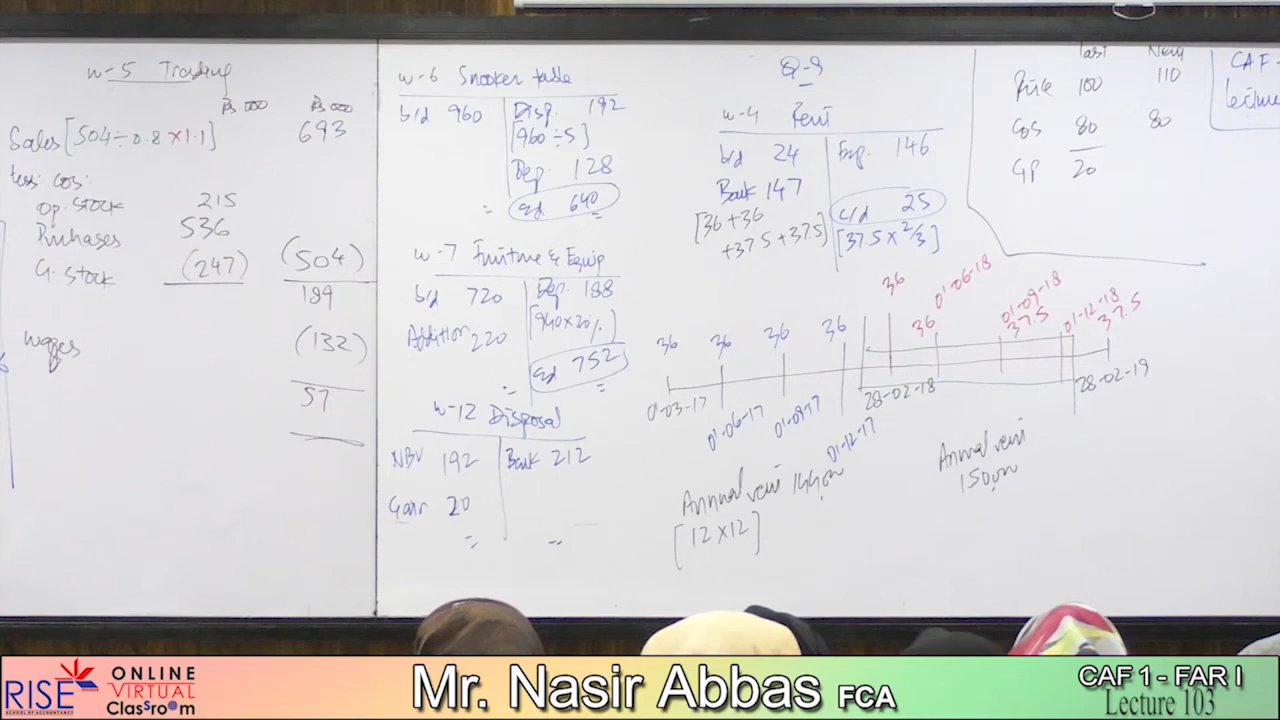 W-5 Trading
Rs 000 Rs 000
Sales [504 ÷ 0.8 × 1.1] 693
Less: COS:
Op. Stock 215
Purchases 536
Cl. Stock (247) (504)
189
Wages (132)
57
W-6 Snooker table
b/d 960 Disp. 192
[960 ÷ 5]
Dep. 128
c/d 640
W-7 Furniture & Equip
b/d 720 Dep. 188
Addition 220 [940 × 20%]
c/d 752
W-12 Disposal
NBV 192 Bank 212
Gain 20
Q-9
W-4 Rent
b/d 24 Exp. 146
Bank 147 c/d 25
[36 + 36 + 37.5 + 37.5] [37.5 × 2/3]
36 36 36 36 36 36 37.5 37.5
01-03-17 01-06-17 01-09-17 01-12-17 28-02-18 01-06-18 01-09-18 01-12-18 28-02-19
Annual rent 144000
[12 × 12]
Annual rent
150000
Last New
Price 100 110
COS 80 80
GP 20
CAF-
Lecture
RISE
SCHOOL OF ACCOUNTANCY
ONLINE
VIRTUAL
Classroom
Mr. Nasir Abbas FCA
CAF 1 - FAR I
Lecture 103